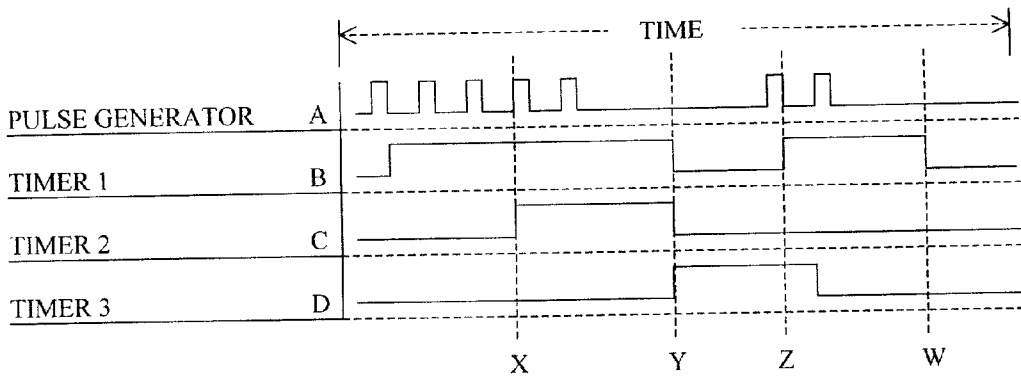 TIME
PULSE GENERATOR A
TIMER 1 B
TIMER 2 C
TIMER 3 D
X Y Z W